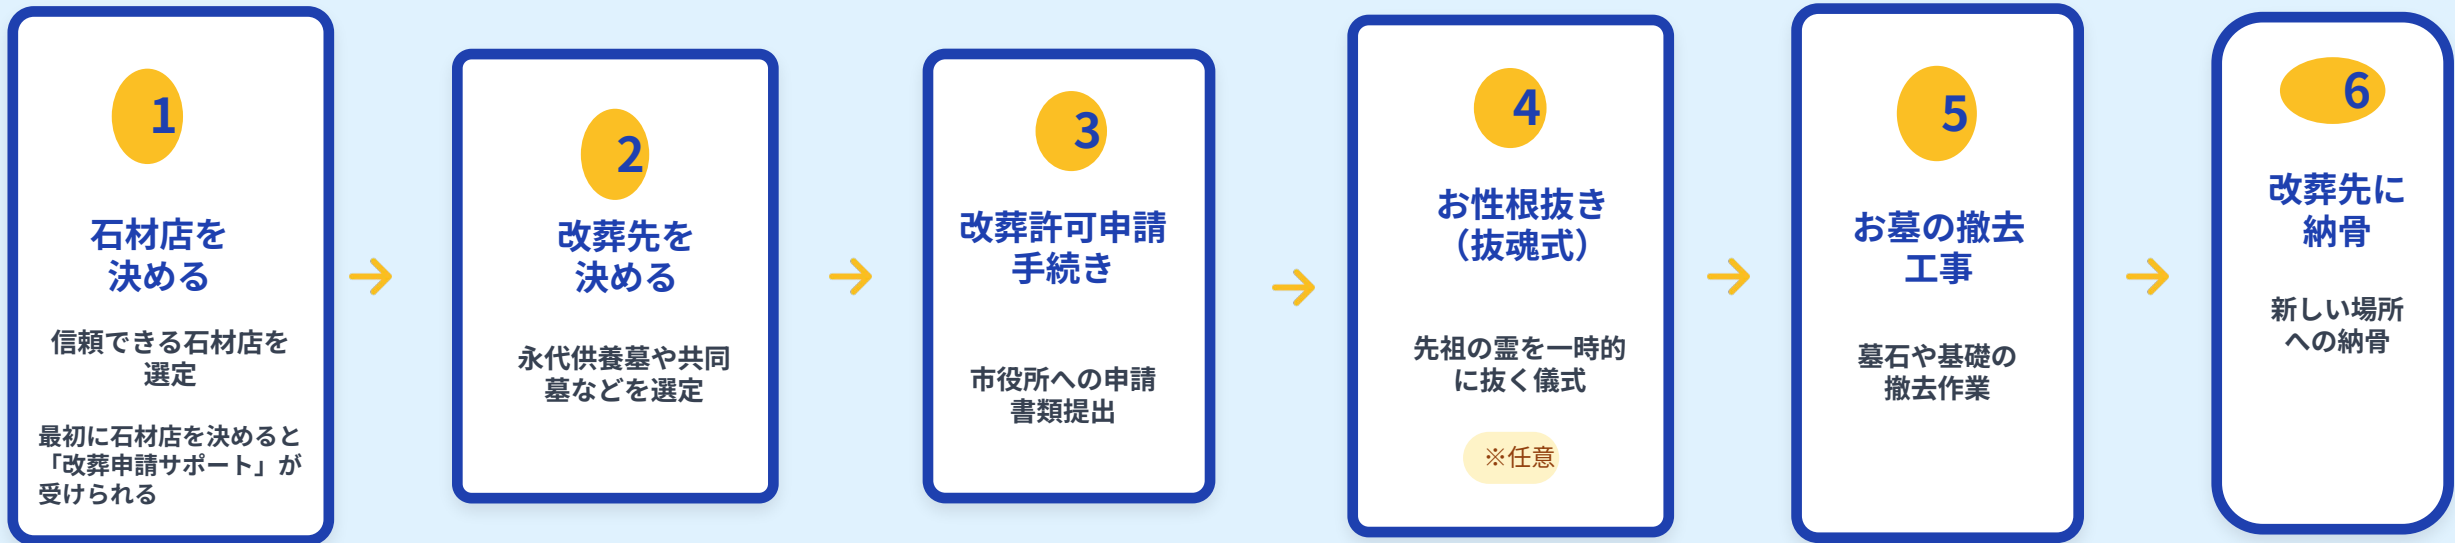 1
石材店を
決める
信頼できる石材店を
選定
最初に石材店を決めると
「改葬申請サポート」が
受けられる
2
改葬先を
決める
永代供養墓や共同
墓などを選定
3
改葬許可申請
手続き
市役所への申請
書類提出
4
お性根抜き
（抜魂式）
先祖の霊を一時的
に抜く儀式
※任意
5
お墓の撤去
工事
墓石や基礎の
撤去作業
6
改葬先に
納骨
新しい場所
への納骨